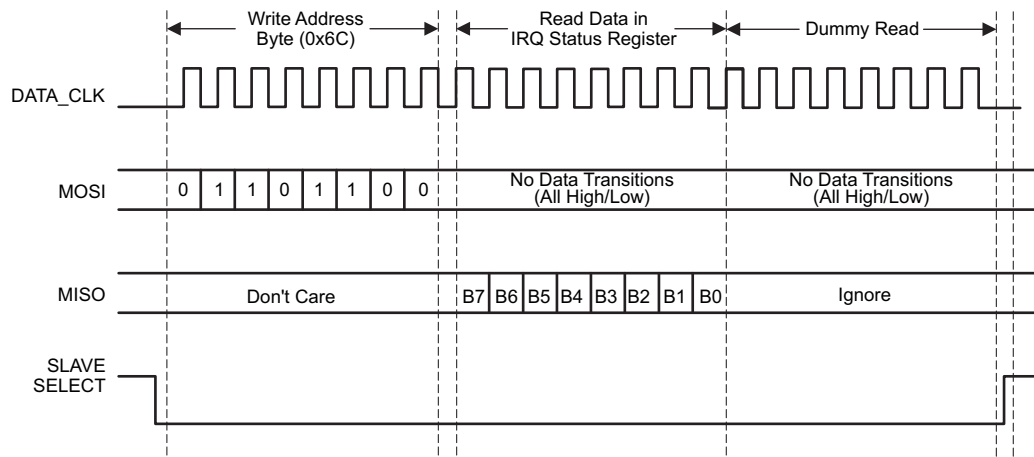 Write Address
Byte (0x6C)
Read Data in
IRQ Status Register
Dummy Read
DATA_CLK
MOSI
0 1 1 0 1 1 0 0
No Data Transitions
(All High/Low)
No Data Transitions
(All High/Low)
MISO
Don't Care
B7 B6 B5 B4 B3 B2 B1 B0
Ignore
SLAVE
SELECT